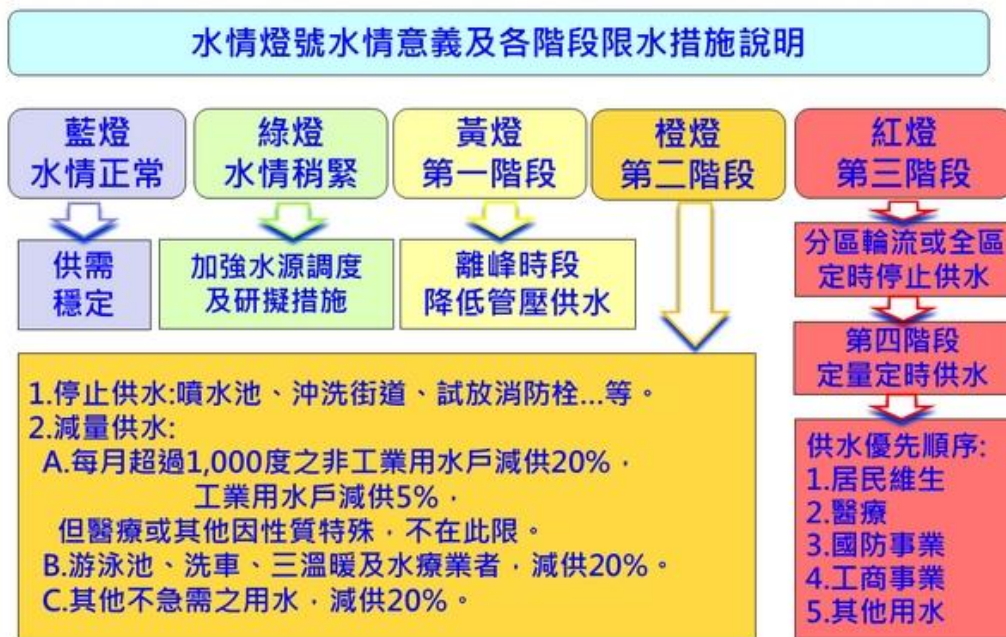 水情燈號水情意義及各階段限水措施說明
藍燈
水情正常
供需
穩定
綠燈
水情稍緊
加強水源調度
及研擬措施
黃燈
第一階段
離峰時段
降低管壓供水
橙燈
第二階段
1.停止供水:噴水池、沖洗街道、試放消防栓...等。
2.減量供水:
A.每月超過1,000度之非工業用水戶減供20%，
工業用水戶減供5%，
但醫療或其他因性質特殊，不在此限。
B.游泳池、洗車、三溫暖及水療業者，減供20%。
C.其他不急需之用水，減供20%。
紅燈
第三階段
分區輪流或全區
定時停止供水
第四階段
定量定時供水
供水優先順序:
1.居民維生
2.醫療
3.國防事業
4.工商事業
5.其他用水